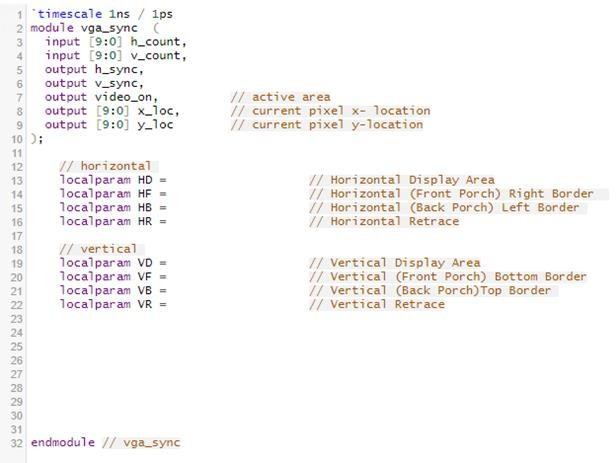 1 `timescale 1ns / 1ps
2 module vga_sync (
3 input [9:0] h_count,
4 input [9:0] v_count,
5 output h_sync,
6 output v_sync,
7 output video_on, // active area
8 output [9:0] x_loc, // current pixel x- location
9 output [9:0] y_loc // current pixel y-location
10 );
11
12 // horizontal
13 localparam HD = // Horizontal Display Area
14 localparam HF = // Horizontal (Front Porch) Right Border
15 localparam HB = // Horizontal (Back Porch) Left Border
16 localparam HR = // Horizontal Retrace
17
18 // vertical
19 localparam VD = // Vertical Display Area
20 localparam VF = // Vertical (Front Porch) Bottom Border
21 localparam VB = // Vertical (Back Porch)Top Border
22 localparam VR = // Vertical Retrace
23
24
25
26
27
28
29
30
31
32 endmodule // vga_sync